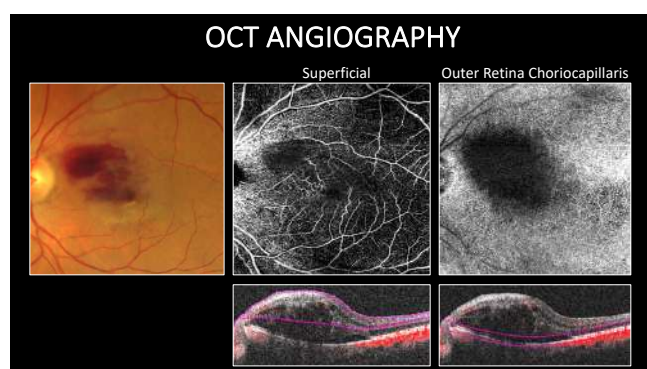 OCT ANGIOGRAPHY
Superficial
Outer Retina Choriocapillaris